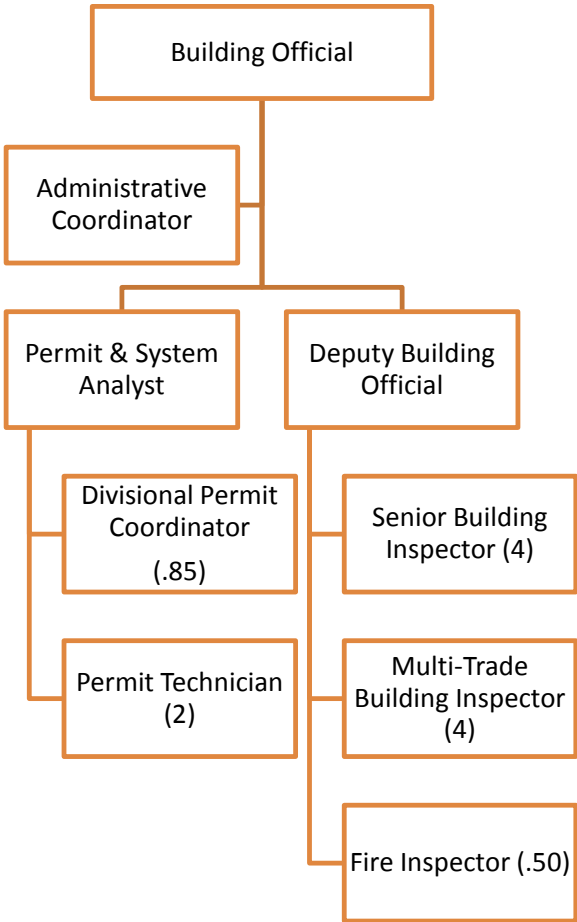 Building Official
Administrative
Coordinator
Permit & System
Analyst
Deputy Building
Official
Divisional Permit
Coordinator
(.85)
Senior Building
Inspector (4)
Permit Technician
(2)
Multi-Trade
Building Inspector
(4)
Fire Inspector (.50)